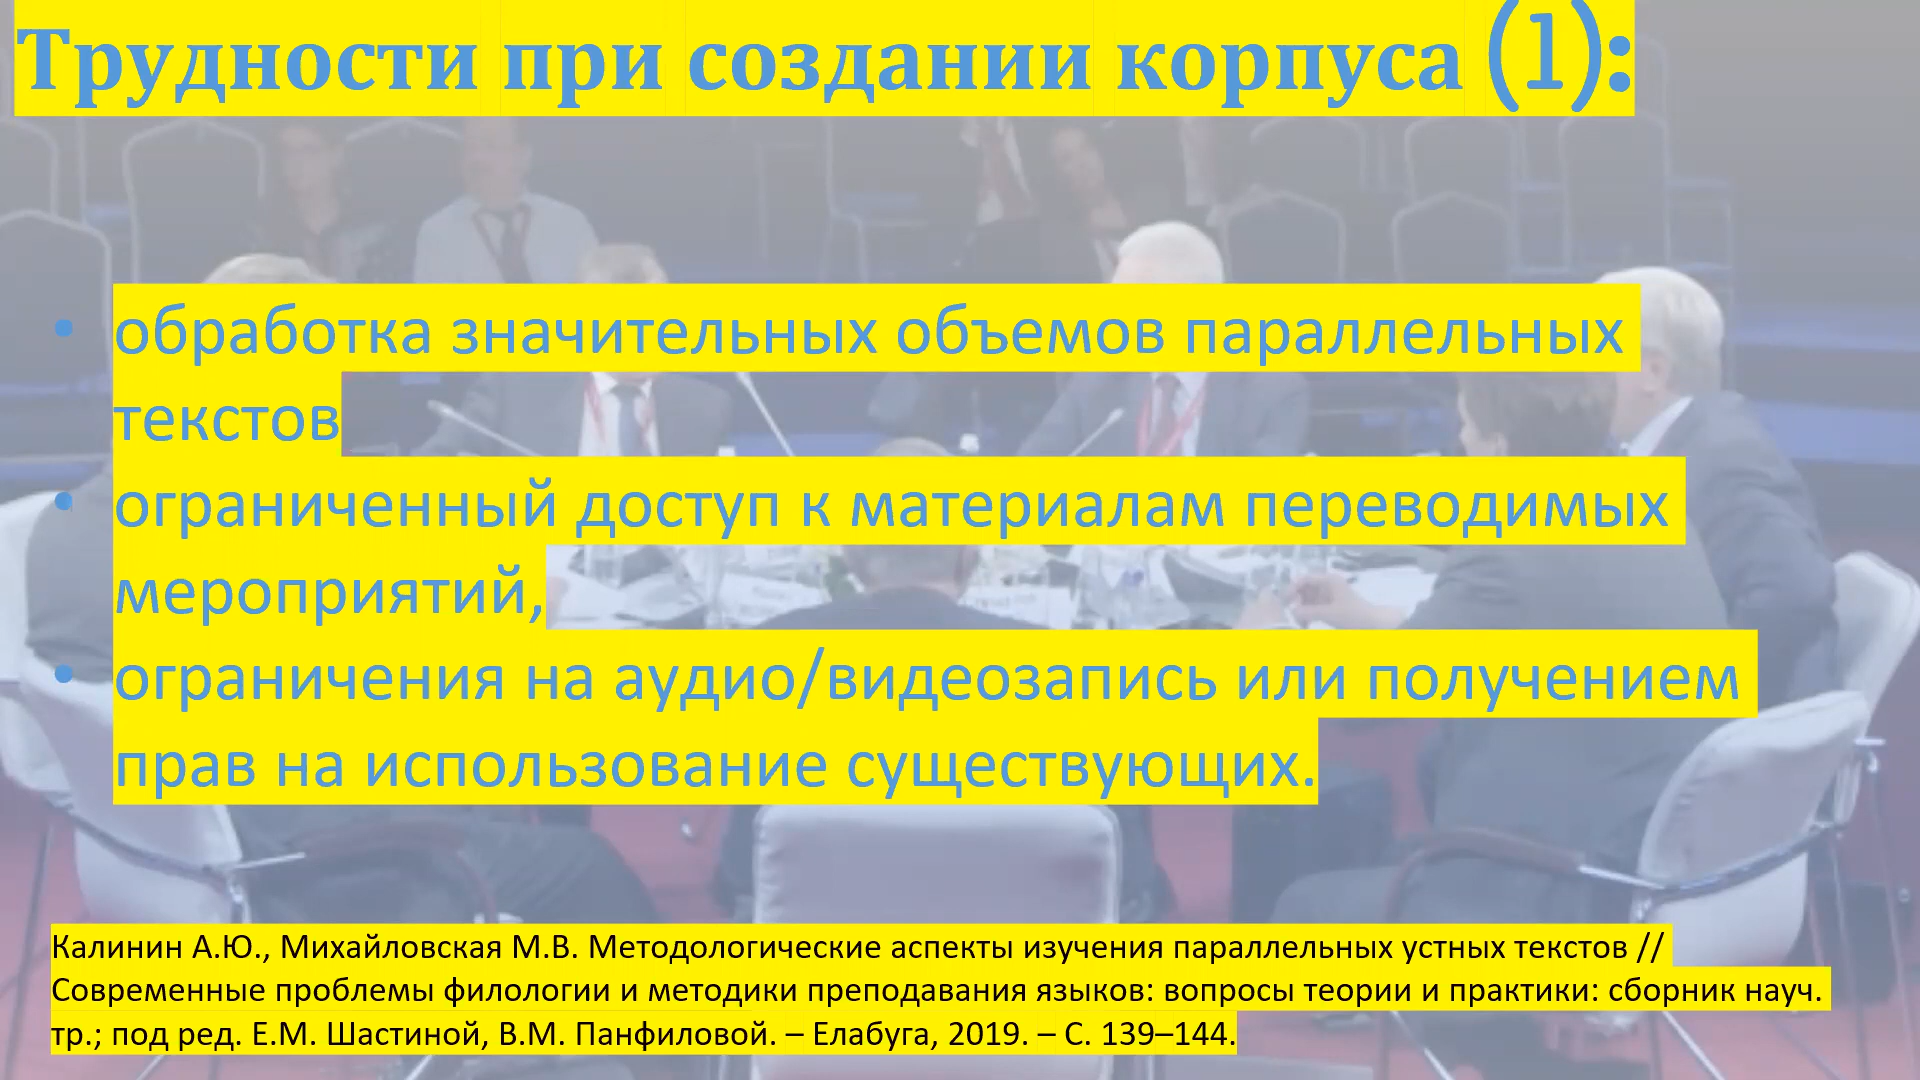 Трудности при создании корпуса (1):
• обработка значительных объемов параллельных
текстов
• ограниченный доступ к материалам переводимых
мероприятий,
• ограничения на аудио/видеозапись или получением
прав на использование существующих.
Калинин А.Ю., Михайловская М.В. Методологические аспекты изучения параллельных устных текстов //
Современные проблемы филологии и методики преподавания языков: вопросы теории и практики: сборник науч.
тр.; под ред. Е.М. Шастиной, В.М. Панфиловой. – Елабуга, 2019. – С. 139–144.